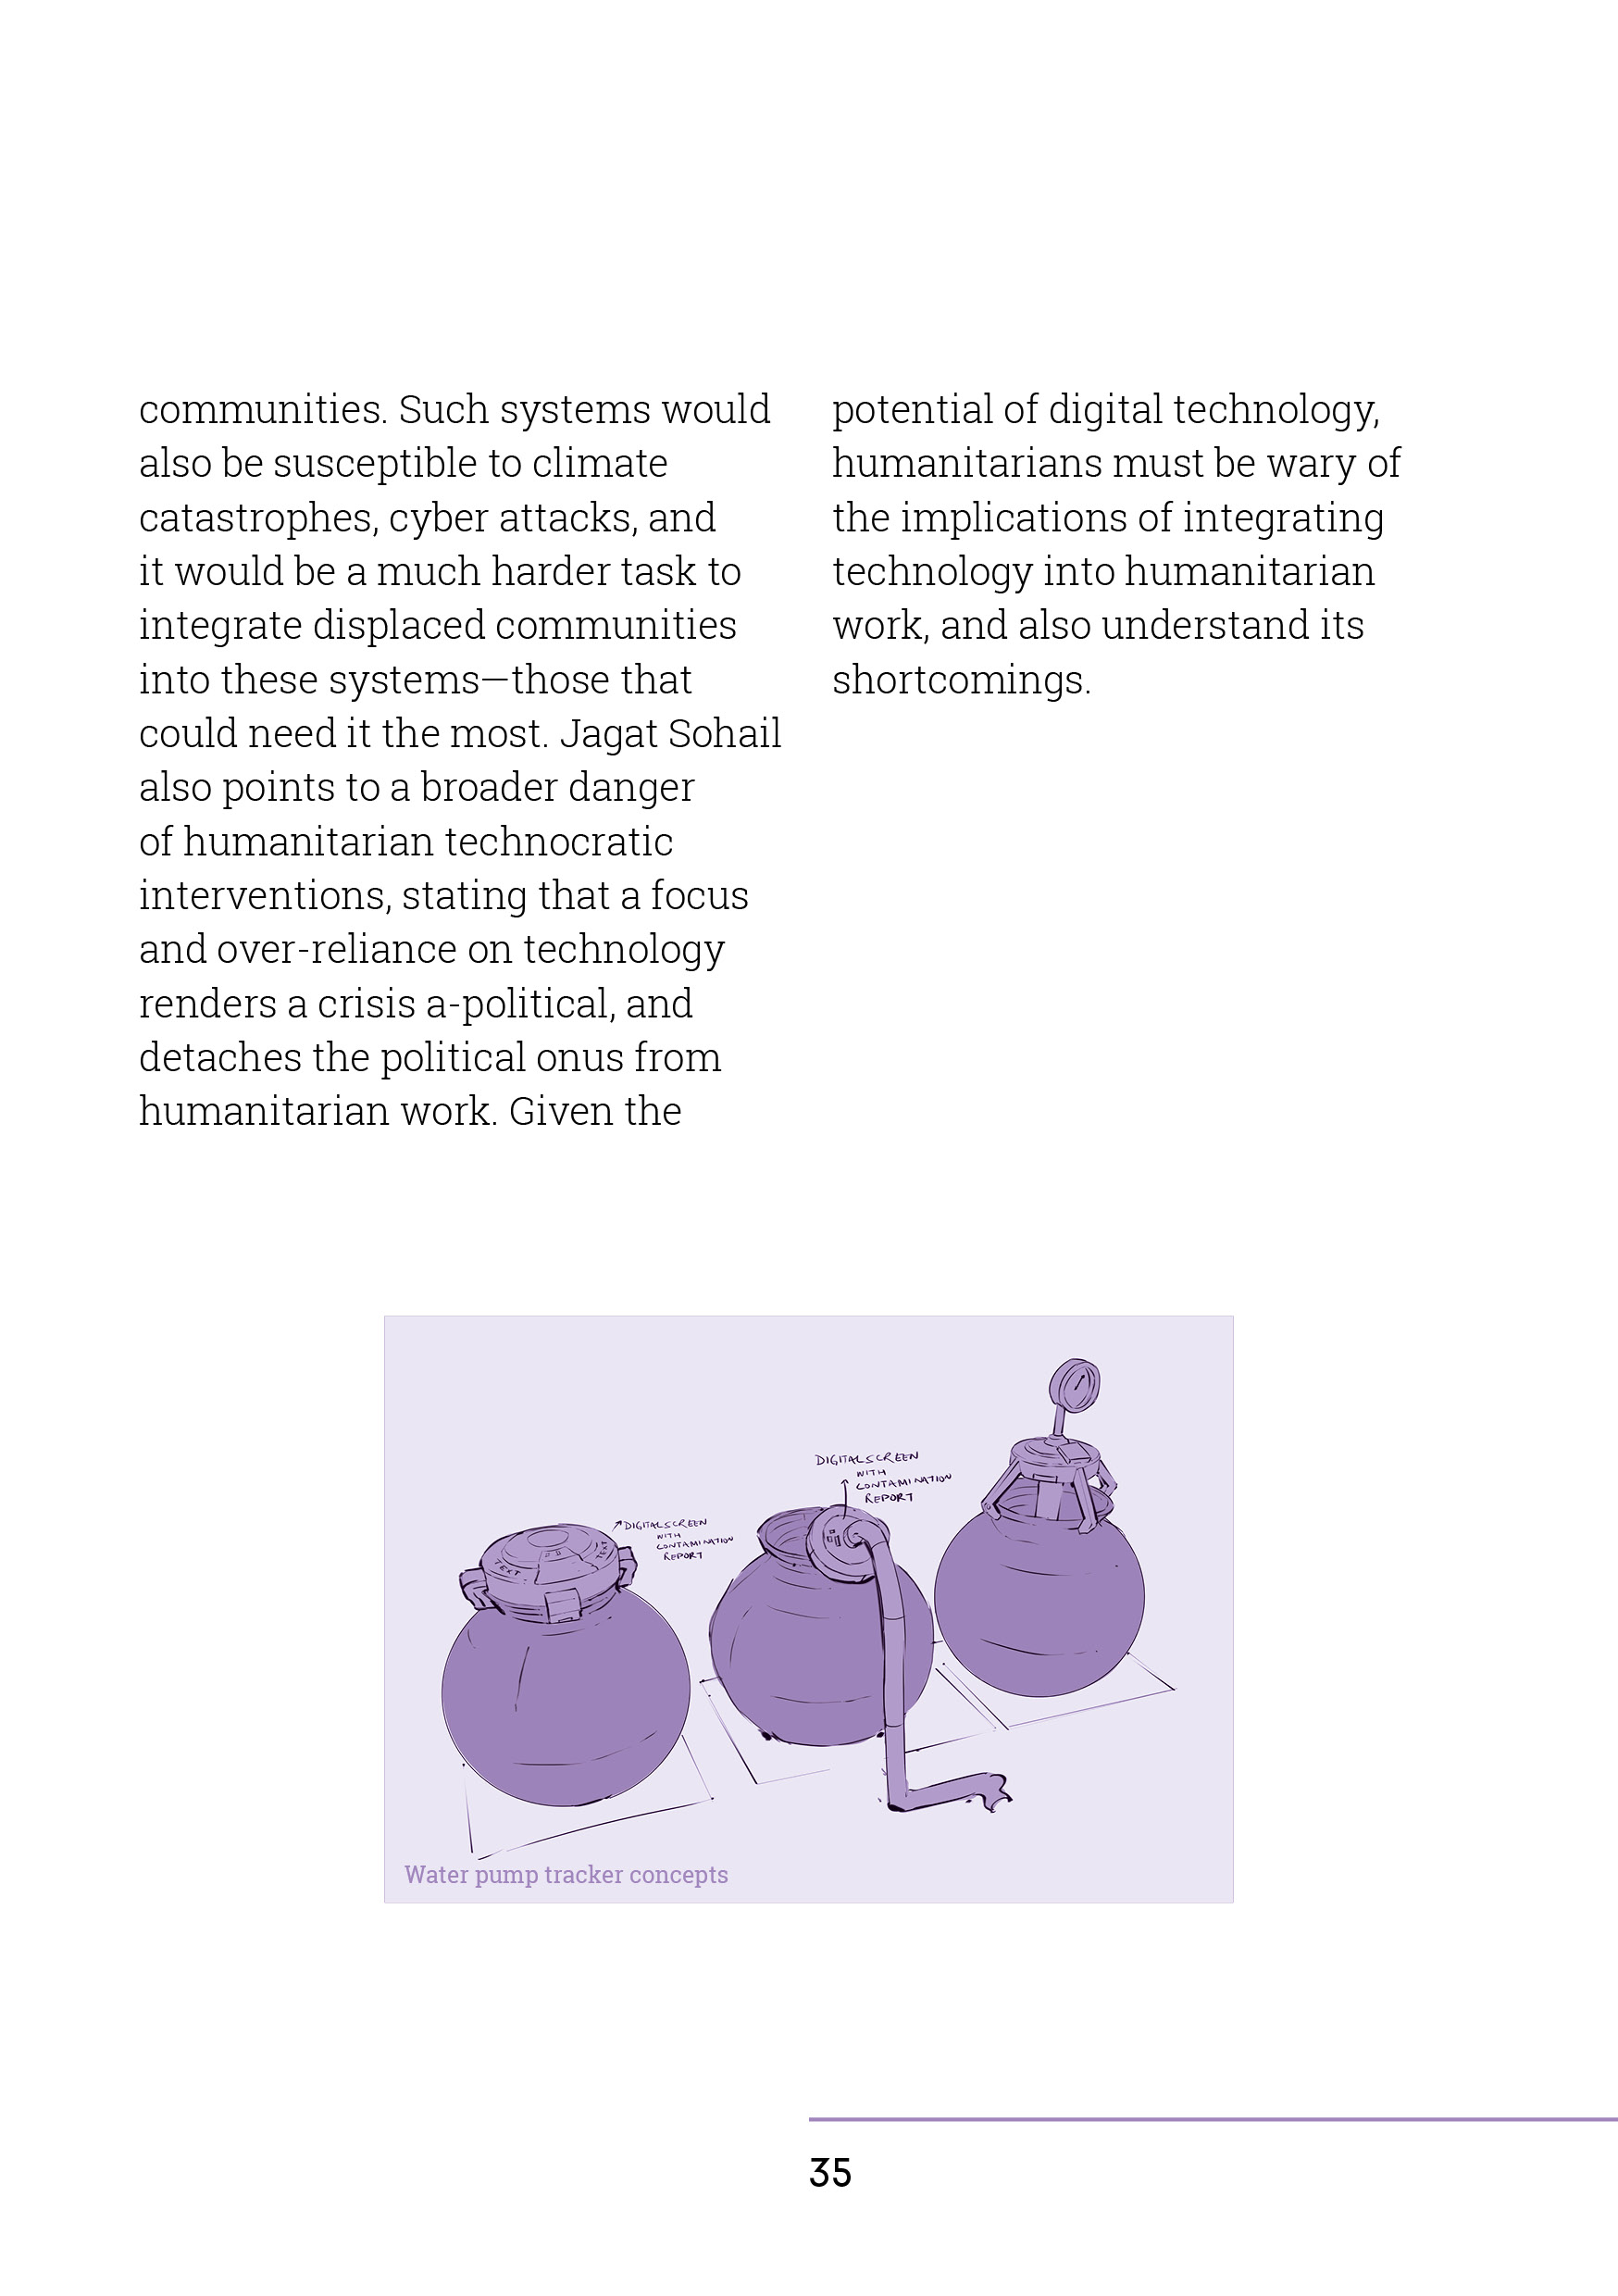 communities. Such systems would
also be susceptible to climate
catastrophes, cyber attacks, and
it would be a much harder task to
integrate displaced communities
into these systems—those that
could need it the most. Jagat Sohail
also points to a broader danger
of humanitarian technocratic
interventions, stating that a focus
and over-reliance on technology
renders a crisis a-political, and
detaches the political onus from
humanitarian work. Given the
potential of digital technology,
humanitarians must be wary of
the implications of integrating
technology into humanitarian
work, and also understand its
shortcomings.
DIGITAL SCREEN
WITH
CONTAMINATION
REPORT
TEXT
TEXT
DIGITAL SCREEN
WITH
CONTAMINATION
REPORT
Water pump tracker concepts
35